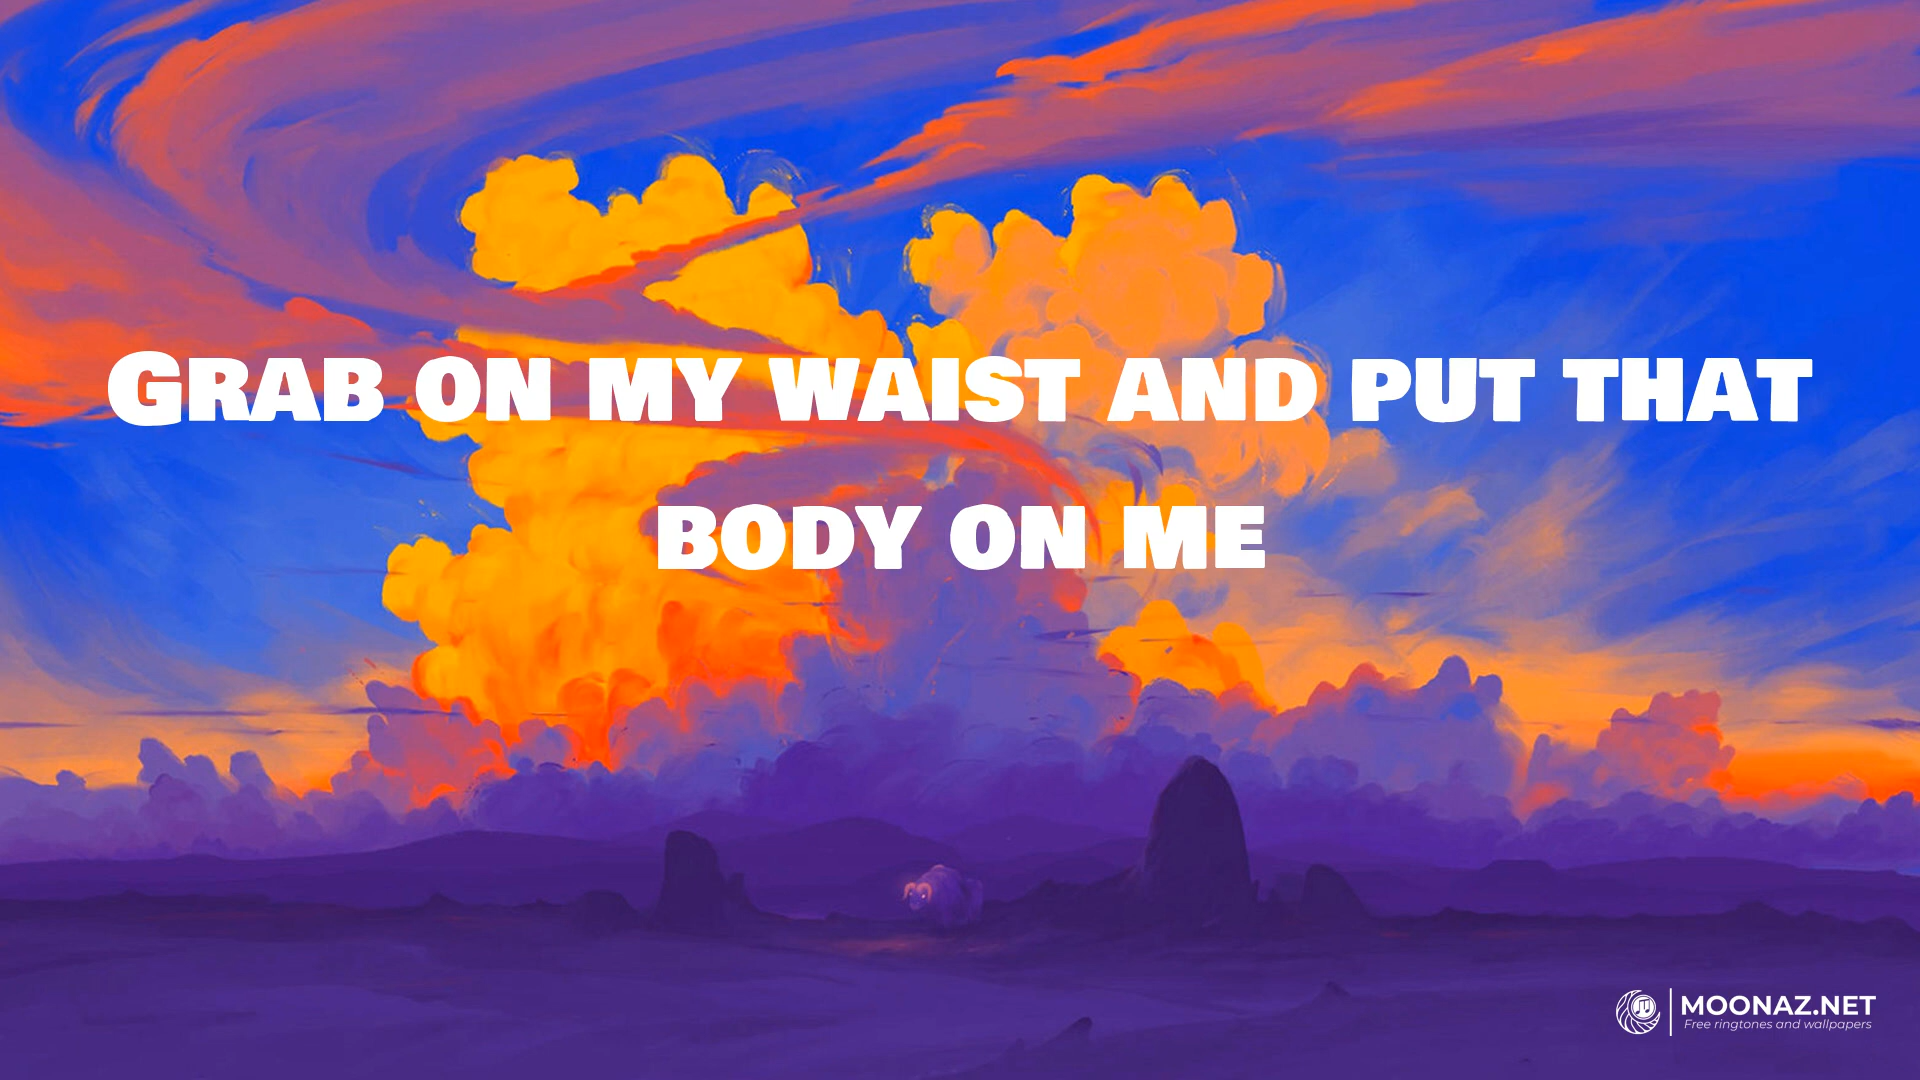 Grab on my waist and put that
body on me
MOONAZ.NET
Free ringtones and wallpapers